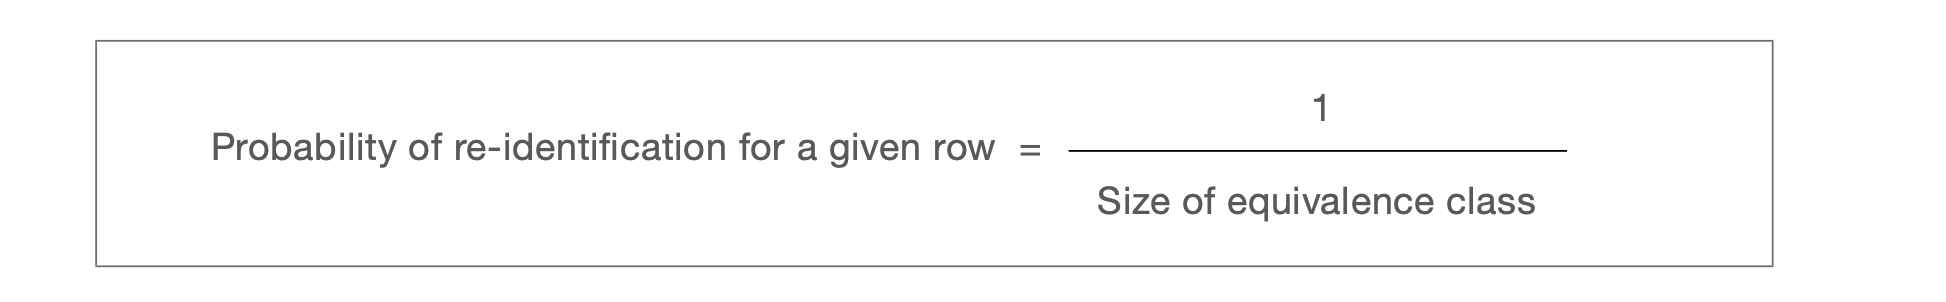 1
Probability of re-identification for a given row =
Size of equivalence class